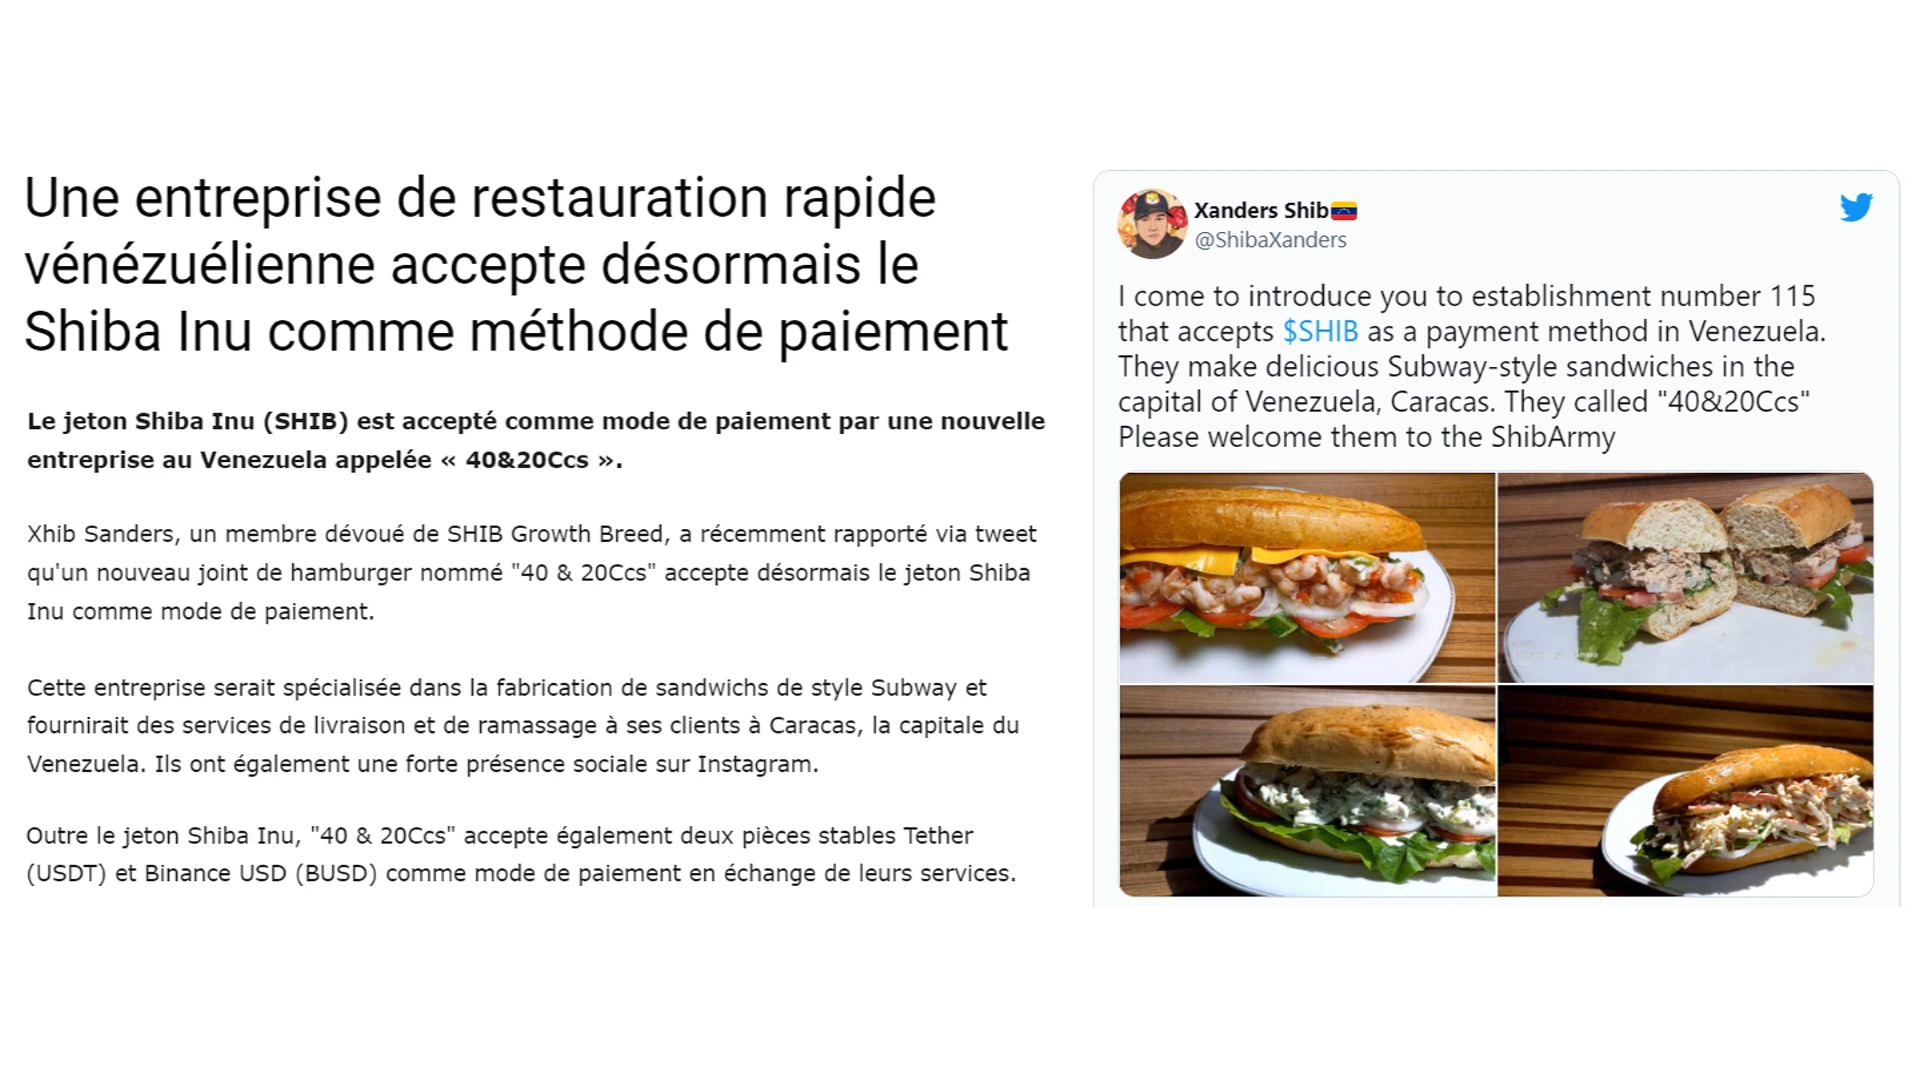 Une entreprise de restauration rapide
vénézuélienne accepte désormais le
Shiba Inu comme méthode de paiement
Le jeton Shiba Inu (SHIB) est accepté comme mode de paiement par une nouvelle
entreprise au Venezuela appelée « 40&20Ccs ».
Xhib Sanders, un membre dévoué de SHIB Growth Breed, a récemment rapporté via tweet
qu'un nouveau joint de hamburger nommé "40 & 20Ccs" accepte désormais le jeton Shiba
Inu comme mode de paiement.
Cette entreprise serait spécialisée dans la fabrication de sandwichs de style Subway et
fournirait des services de livraison et de ramassage à ses clients à Caracas, la capitale du
Venezuela. Ils ont également une forte présence sociale sur Instagram.
Outre le jeton Shiba Inu, "40 & 20Ccs" accepte également deux pièces stables Tether
(USDT) et Binance USD (BUSD) comme mode de paiement en échange de leurs services.
Xanders Shib
@ShibaXanders
I come to introduce you to establishment number 115
that accepts $SHIB as a payment method in Venezuela.
They make delicious Subway-style sandwiches in the
capital of Venezuela, Caracas. They called "40&20Ccs"
Please welcome them to the ShibArmy